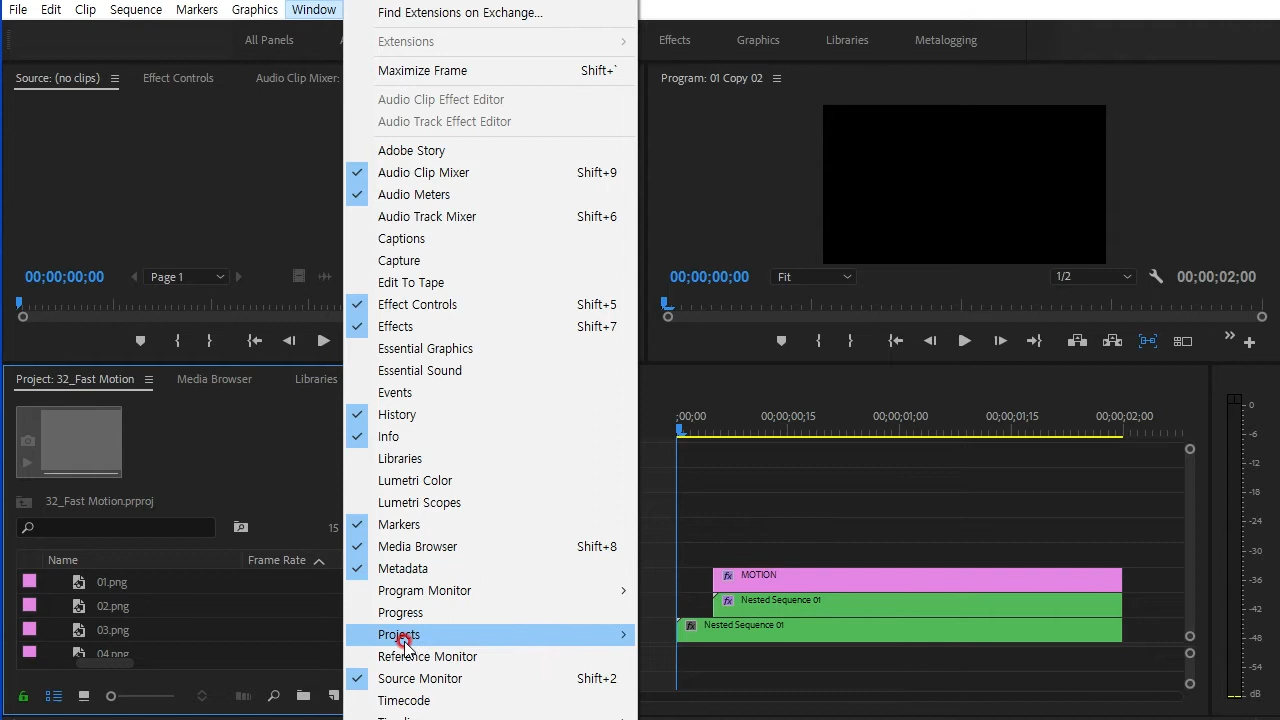 File Edit Clip Sequence Markers Graphics Window
Find Extensions on Exchange...
All Panels
Effects Graphics Libraries Metalogging
Extensions
Maximize Frame Shift+`
Source: (no clips) Effect Controls Audio Clip Mixer:
Program: 01 Copy 02
Audio Clip Effect Editor
Audio Track Effect Editor
Adobe Story
Audio Clip Mixer Shift+9
Audio Meters
Audio Track Mixer Shift+6
Captions
Capture
Edit To Tape
Effect Controls Shift+5
Effects Shift+7
Essential Graphics
Essential Sound
Events
History
Info
Libraries
Lumetri Color
Lumetri Scopes
Markers
Media Browser Shift+8
Metadata
Program Monitor
Progress
Projects
Reference Monitor
Source Monitor Shift+2
Timecode
00;00;00;00 Page 1
00;00;00;00 Fit 1/2 00;00;02;00
Project: 32_Fast Motion Media Browser Libraries
32_Fast Motion.prproj
15
Name Frame Rate
01.png
02.png
03.png
04.png
;00;00 00;00;00;15 00;00;01;00 00;00;01;15 00;00;02;00
fx MOTION
fx Nested Sequence 01
fx Nested Sequence 01
0
-6
-12
-18
-24
-30
-36
-42
-48
-54
dB